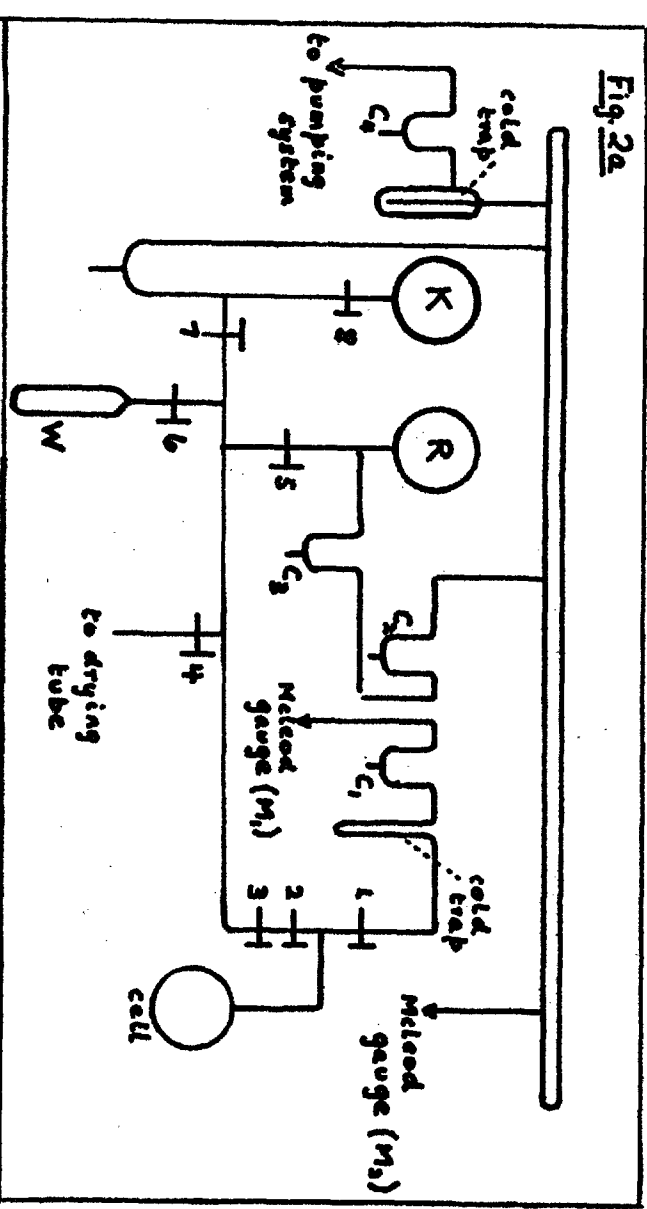 Fig. 2a
cold
trap
C4
to pumping
system
K
8
7
6
W
R
5
C3
C2
4
to drying
tube
Mcleod
gauge (M1)
C1
cold
trap
1
2
3
cell
Mcleod
gauge (M2)